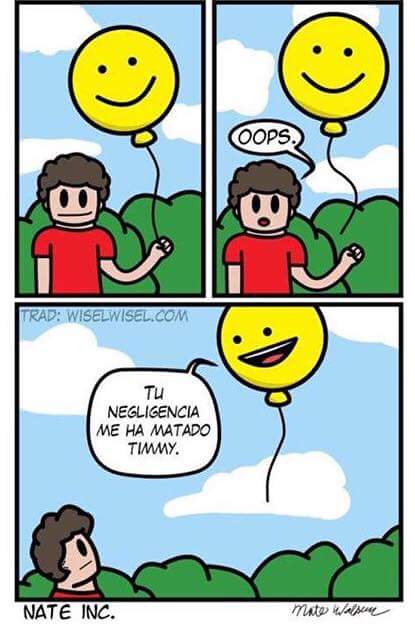 OOPS.
TRAD: WISELWISEL.COM
TU
NEGLIGENCIA
ME HA MATADO
TIMMY.
NATE INC.